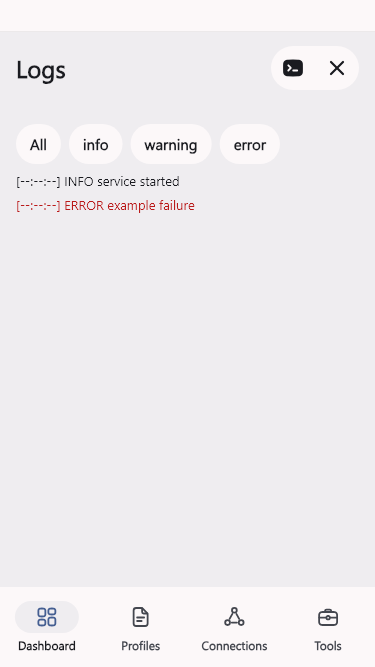 Logs
All info warning error
[--:--:--] INFO service started
[--:--:--] ERROR example failure
Dashboard Profiles Connections Tools